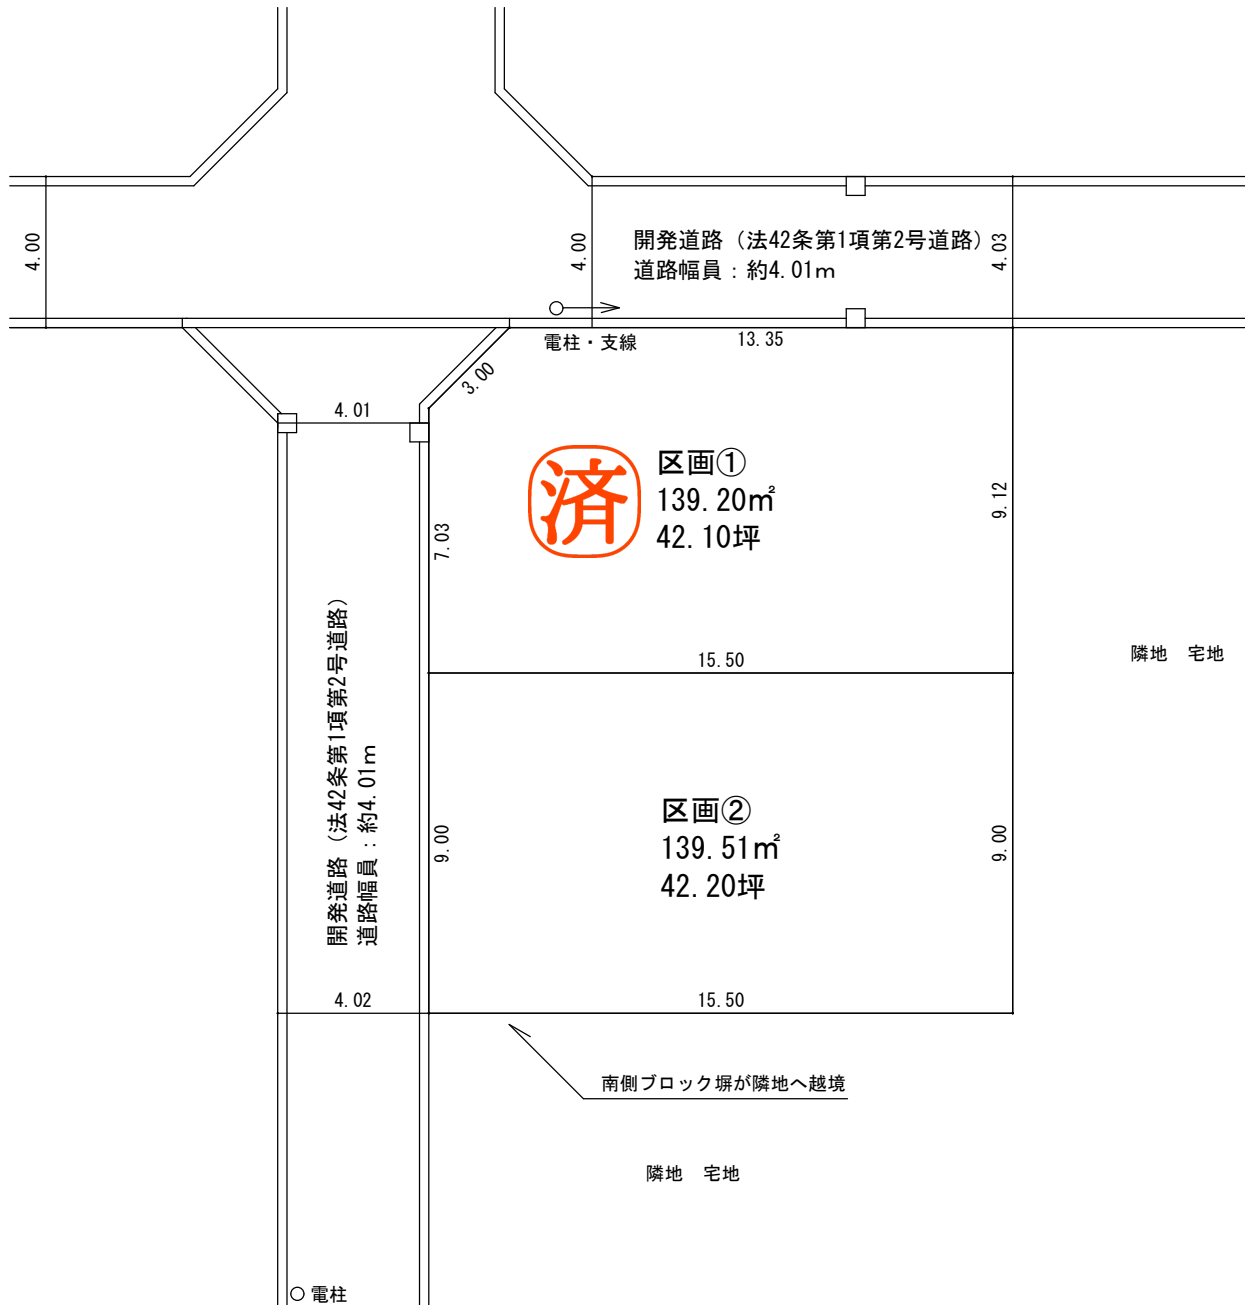 4.00
4.00
開発道路（法42条第1項第2号道路）
道路幅員：約4.01m
4.03
電柱・支線
13.35
3.00
4.01
済
区画①
139.20㎡
42.10坪
7.03
9.12
15.50
隣地　宅地
開発道路（法42条第1項第2号道路）
道路幅員：約4.01m
区画②
139.51㎡
42.20坪
9.00
9.00
4.02
15.50
南側ブロック塀が隣地へ越境
隣地　宅地
電柱